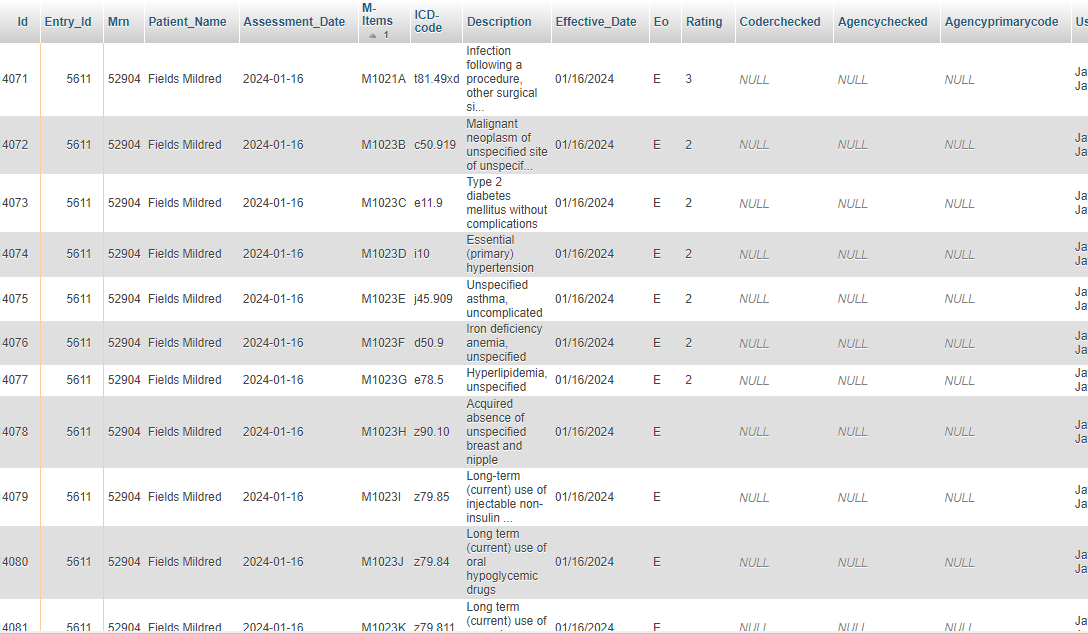 Id Entry_Id Mrn Patient_Name Assessment_Date M-Items 1 ICD-code Description Effective_Date Eo Rating Coderchecked Agencychecked Agencyprimarycode Us
4071 5611 52904 Fields Mildred 2024-01-16 M1021A t81.49xd Infection following a procedure, other surgical si... 01/16/2024 E 3 NULL NULL NULL Ja Ja
4072 5611 52904 Fields Mildred 2024-01-16 M1023B c50.919 Malignant neoplasm of unspecified site of unspecif... 01/16/2024 E 2 NULL NULL NULL Ja Ja
4073 5611 52904 Fields Mildred 2024-01-16 M1023C e11.9 Type 2 diabetes mellitus without complications 01/16/2024 E 2 NULL NULL NULL Ja Ja
4074 5611 52904 Fields Mildred 2024-01-16 M1023D i10 Essential (primary) hypertension 01/16/2024 E 2 NULL NULL NULL Ja Ja
4075 5611 52904 Fields Mildred 2024-01-16 M1023E j45.909 Unspecified asthma, uncomplicated 01/16/2024 E 2 NULL NULL NULL Ja Ja
4076 5611 52904 Fields Mildred 2024-01-16 M1023F d50.9 Iron deficiency anemia, unspecified 01/16/2024 E 2 NULL NULL NULL Ja Ja
4077 5611 52904 Fields Mildred 2024-01-16 M1023G e78.5 Hyperlipidemia, unspecified 01/16/2024 E 2 NULL NULL NULL Ja Ja
4078 5611 52904 Fields Mildred 2024-01-16 M1023H z90.10 Acquired absence of unspecified breast and nipple 01/16/2024 E NULL NULL NULL Ja Ja
4079 5611 52904 Fields Mildred 2024-01-16 M1023I z79.85 Long-term (current) use of injectable non-insulin ... 01/16/2024 E NULL NULL NULL Ja Ja
4080 5611 52904 Fields Mildred 2024-01-16 M1023J z79.84 Long term (current) use of oral hypoglycemic drugs 01/16/2024 E NULL NULL NULL Ja Ja
4081 5611 52904 Fields Mildred 2024-01-16 M1023K z79.811 Long term (current) use of 01/16/2024 E NULL NULL NULL Ja